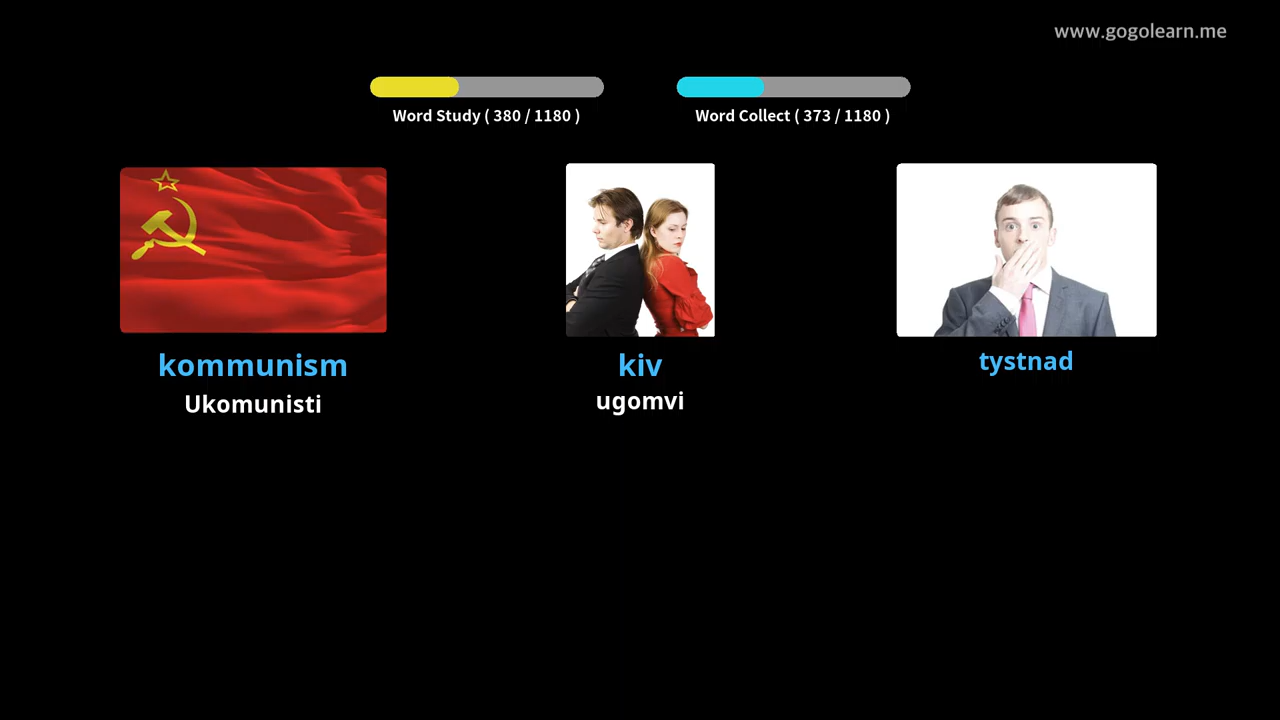 www.gogolearn.me
Word Study ( 380 / 1180 )
Word Collect ( 373 / 1180 )
kommunism
kiv
tystnad
Ukomunisti
ugomvi